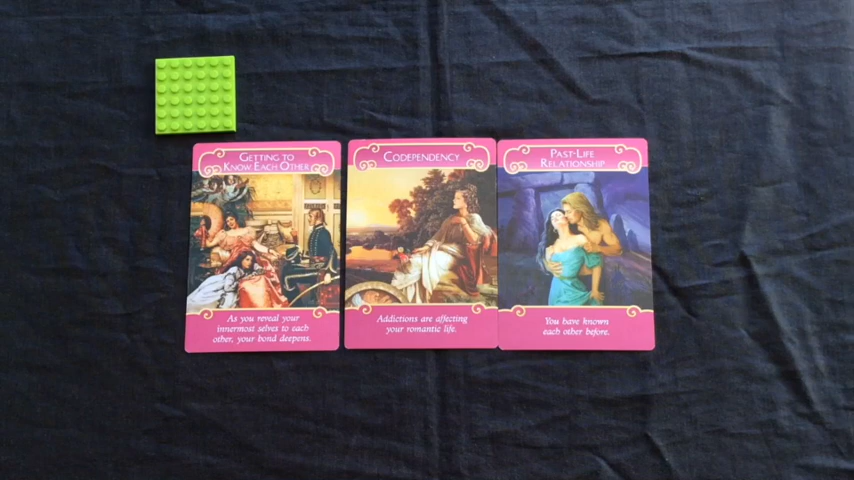 GETTING TO
KNOW EACH OTHER
As you reveal your
innermost selves to each
other, your bond deepens.
CODEPENDENCY
Addictions are affecting
your romantic life.
PAST-LIFE
RELATIONSHIP
You have known
each other before.